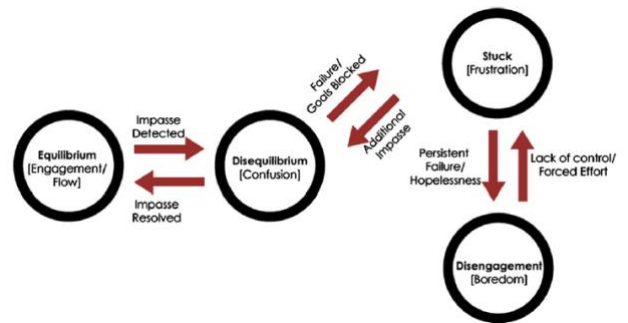 Equilibrium
[Engagement/
Flow]
Impasse
Detected
Impasse
Resolved
Disequilibrium
[Confusion]
Failure/
Goals Blocked
Additional
Impasse
Stuck
[Frustration]
Persistent
Failure/
Hopelessness
Lack of control/
Forced Effort
Disengagement
[Boredom]